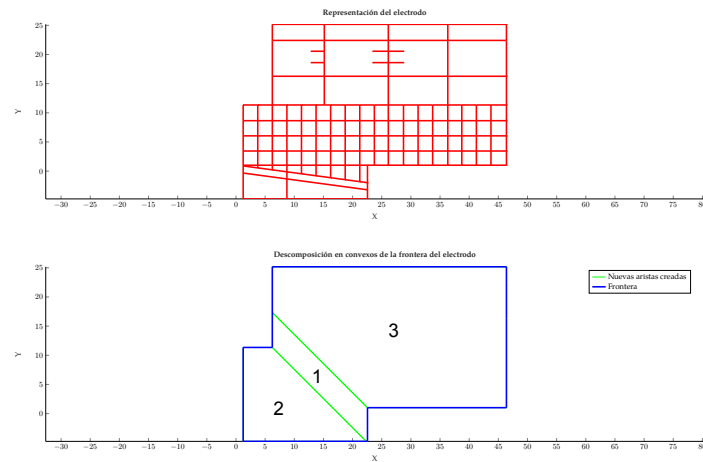 Representación del electrodo
25
20
15
10
5
0
Y
−30 −25 −20 −15 −10 −5 0 5 10 15 20 25 30 35 40 45 50 55 60 65 70 75 80
X
Descomposición en convexos de la frontera del electrodo
25
20
15
10
5
0
Y
Nuevas aristas creadas
Frontera
3
1
2
−30 −25 −20 −15 −10 −5 0 5 10 15 20 25 30 35 40 45 50 55 60 65 70 75 80
X